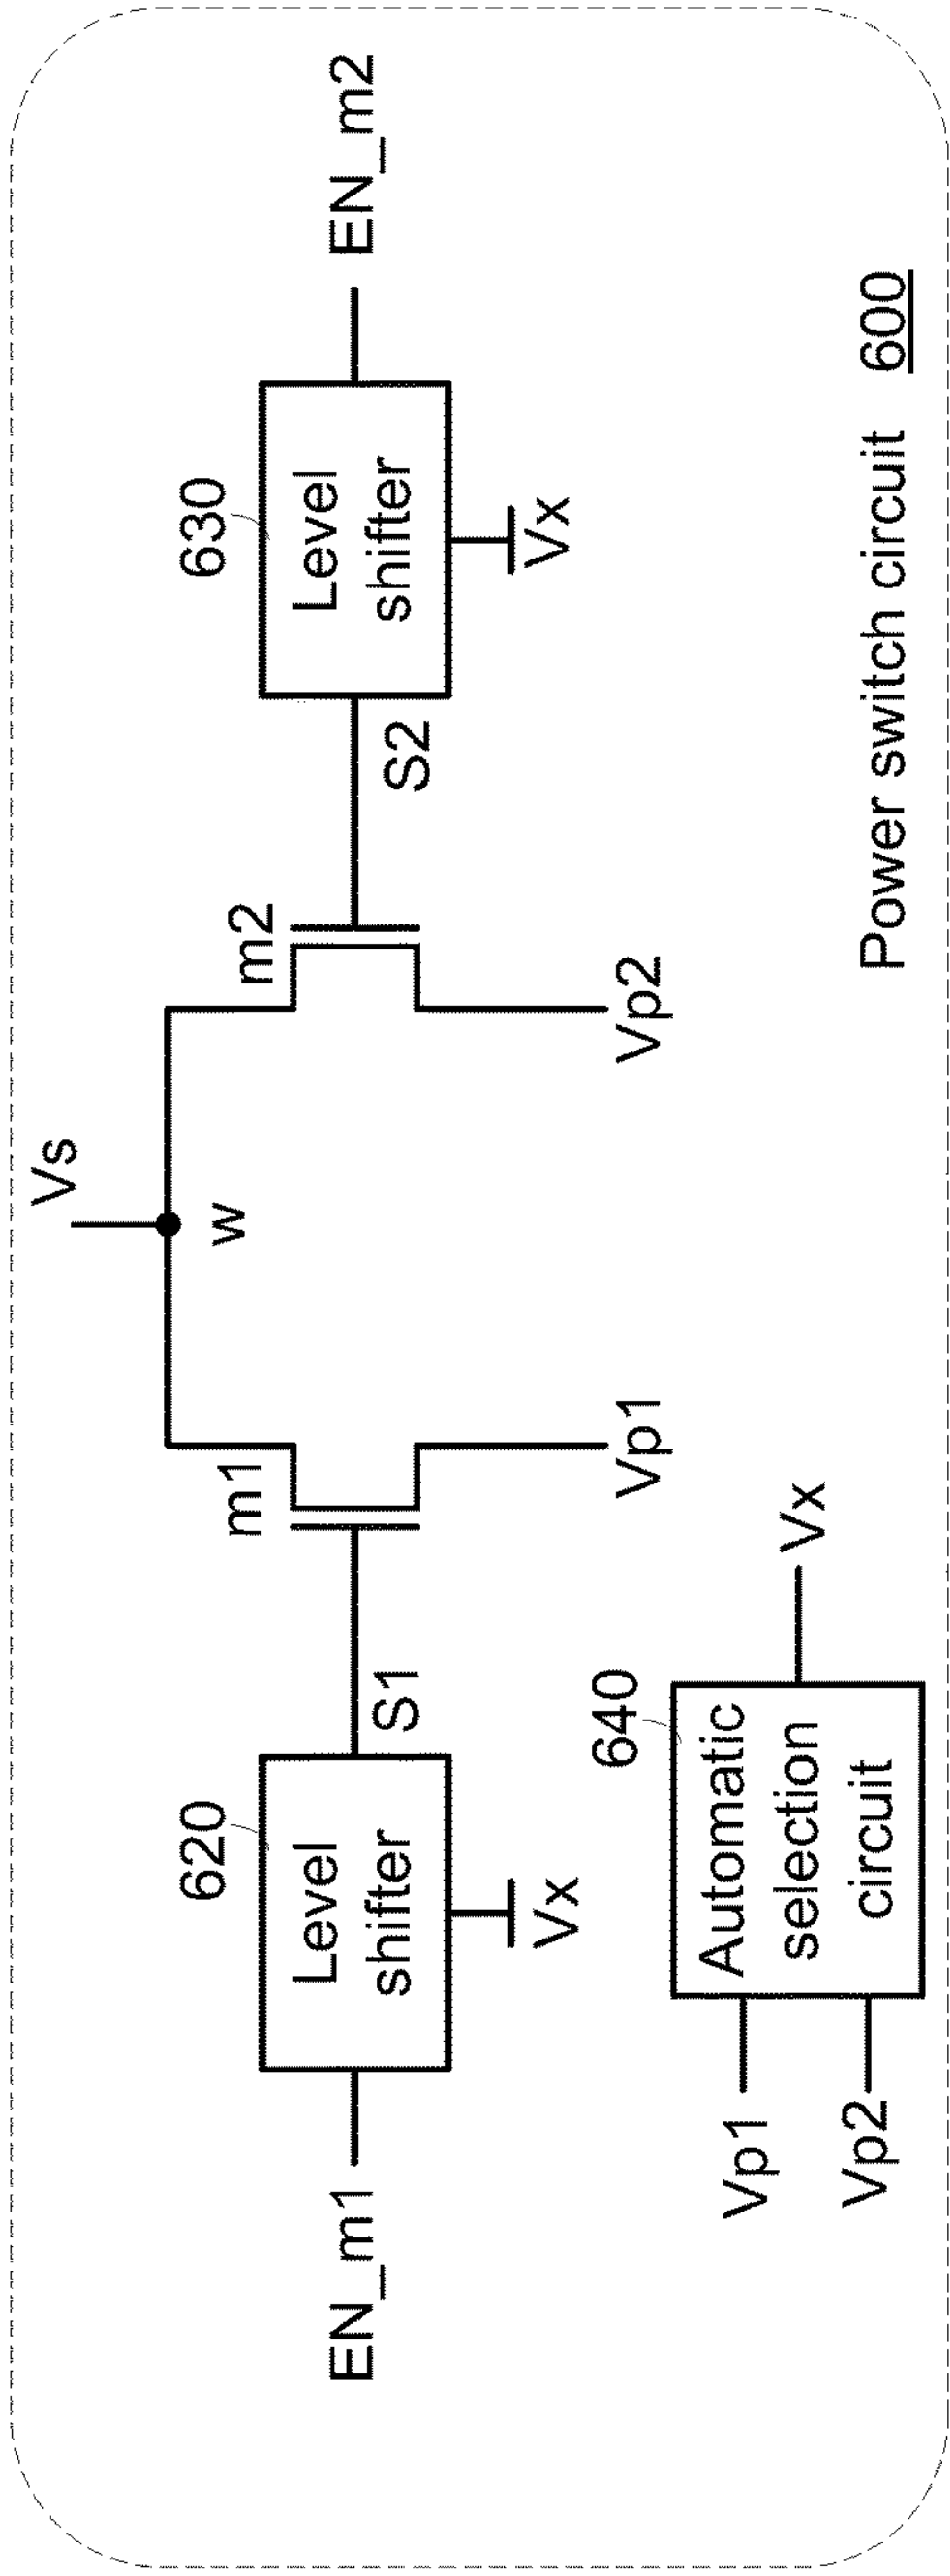 Vs
w
m1
m2
620
Level
shifter
630
Level
shifter
EN_m1
S1
S2
EN_m2
Vx
Vp1
Vp2
Vx
640
Vp1
Vp2
Automatic
selection
circuit
Vx
Power switch circuit 600